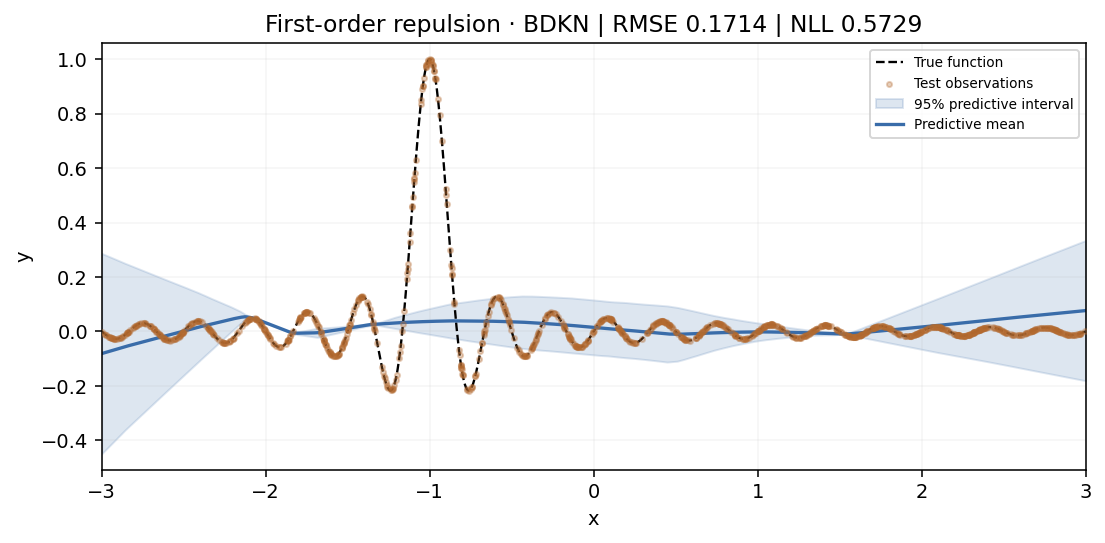 First-order repulsion · BDKN | RMSE 0.1714 | NLL 0.5729
True function
Test observations
95% predictive interval
Predictive mean
1.0
0.8
0.6
0.4
0.2
0.0
−0.2
−0.4
y
−3
−2
−1
0
1
2
3
x